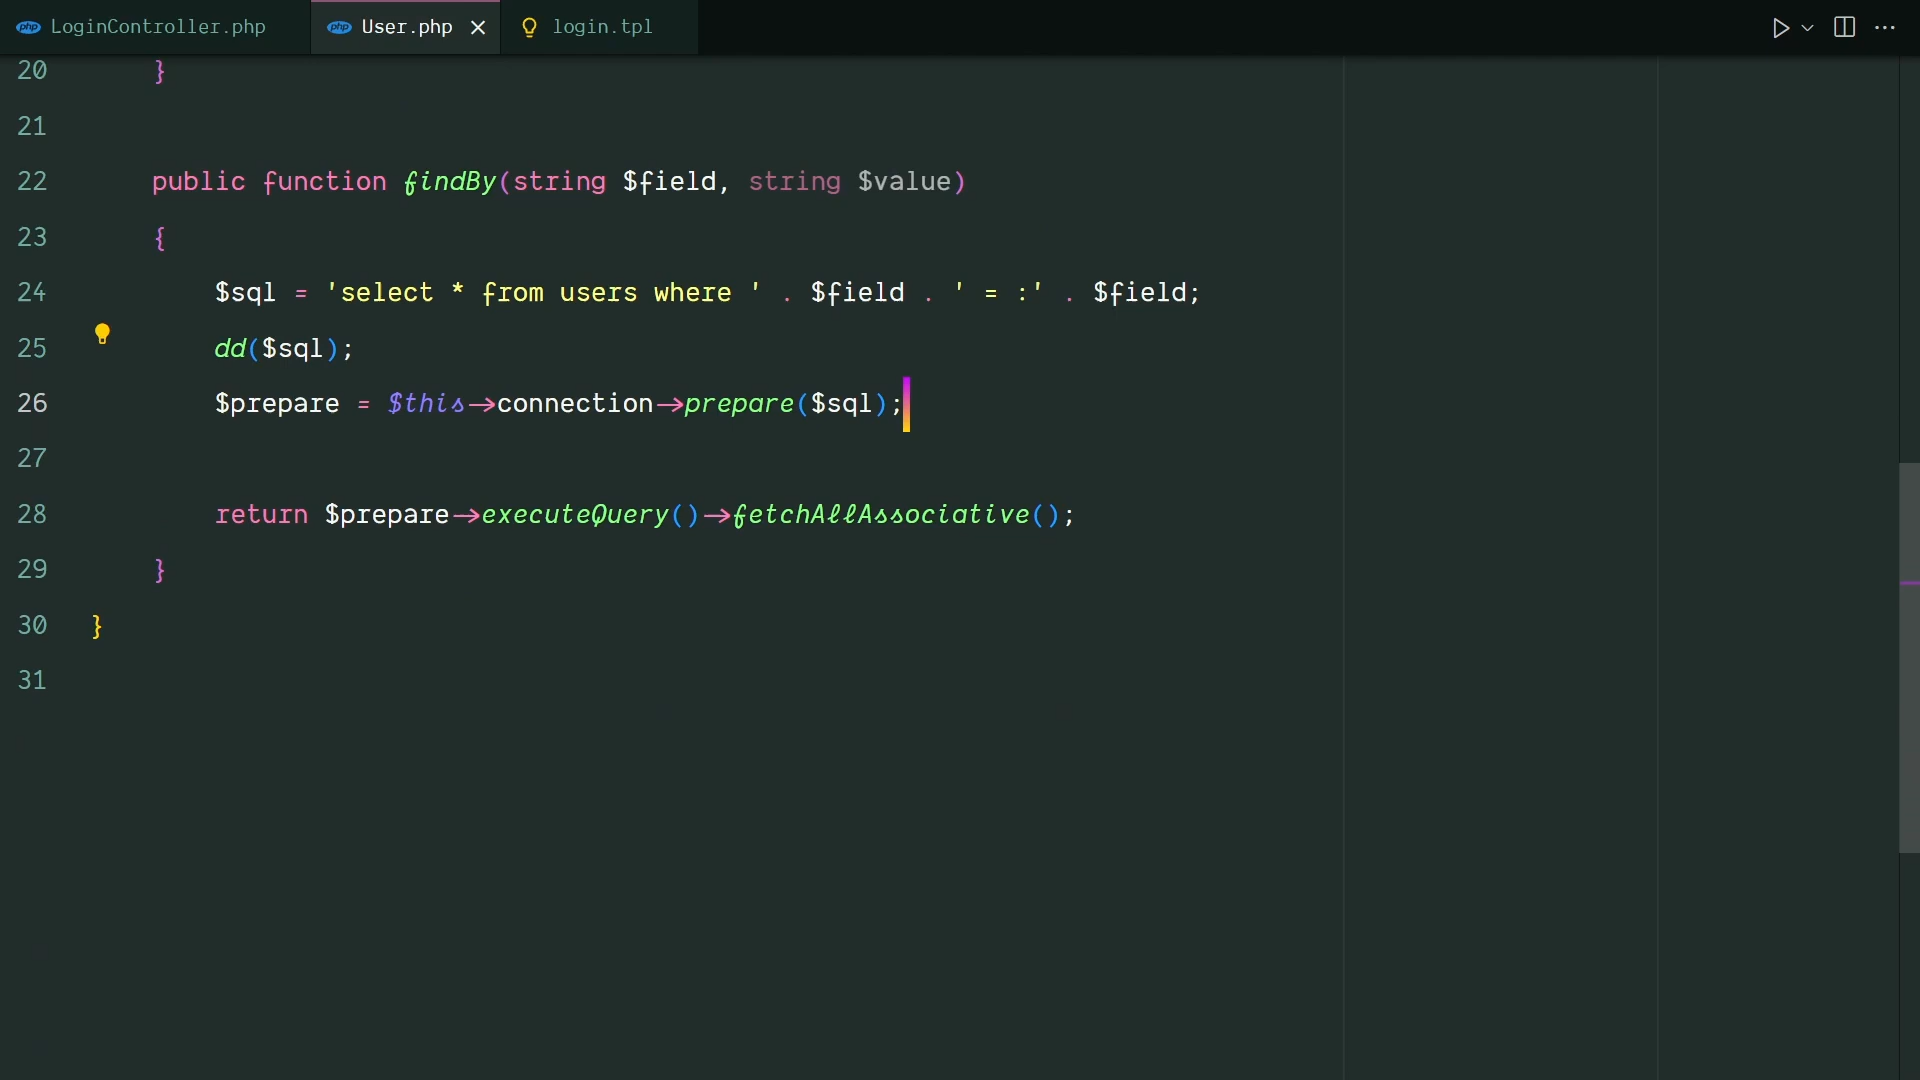 LoginController.php User.php login.tpl
20 }
21
22 public function findBy(string $field, string $value)
23 {
24 $sql = 'select * from users where ' . $field . ' = :' . $field;
25 dd($sql);
26 $prepare = $this->connection->prepare($sql);
27
28 return $prepare->executeQuery()->fetchAllAssociative();
29 }
30 }
31